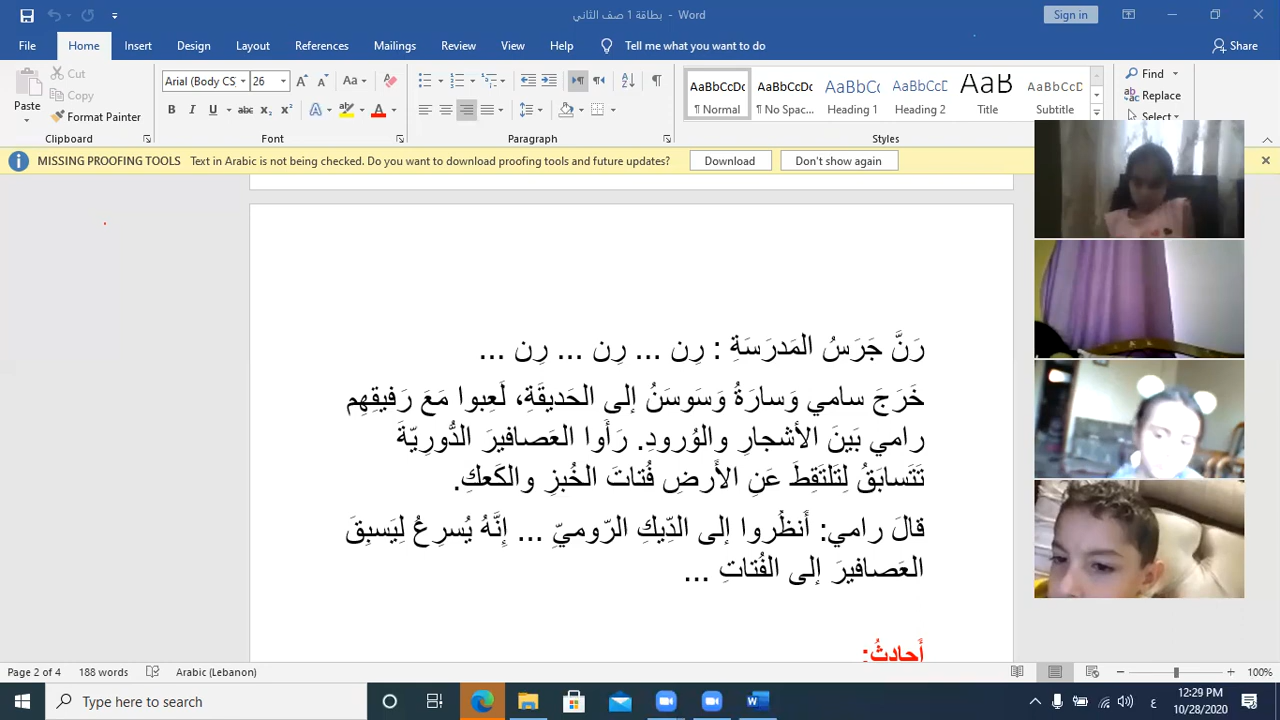 بطاقة 1 صف الثاني - Word
Sign in
File Home Insert Design Layout References Mailings Review View Help Tell me what you want to do Share
Paste Cut Copy Format Painter Clipboard
Arial (Body CS) 26 Font
Paragraph
AaBbCcDc ¶ Normal AaBbCcDc ¶ No Spac... AaBbCc Heading 1 AaBbCcD Heading 2 AaB Title AaBbCcD Subtitle Styles
Find Replace Select
MISSING PROOFING TOOLS Text in Arabic is not being checked. Do you want to download proofing tools and future updates? Download Don't show again
رَنَّ جَرَسُ المَدرَسَةِ : رِن ... رِن ... رِن ...
خَرَجَ سامي وَسارَةُ وَسَوسَنُ إلى الحَديقَةِ، لَعِبوا مَعَ رَفيقِهِم
رامي بَينَ الأشجارِ والوُرودِ. رَأَوا العَصافيرَ الدُّورِيّةَ
تَتَسابَقُ لِتَلتَقِطَ عَنِ الأَرضِ فُتاتَ الخُبزِ والكَعكِ.
قالَ رامي: أَنظُروا إلى الدِّيكِ الرّوميِّ ... إِنَّهُ يُسرِعُ لِيَسبِقَ
العَصافيرَ إلى الفُتاتِ ...
أَحادِثُ:
Page 2 of 4 188 words Arabic (Lebanon) 100%
Type here to search
ع 12:29 PM
10/28/2020